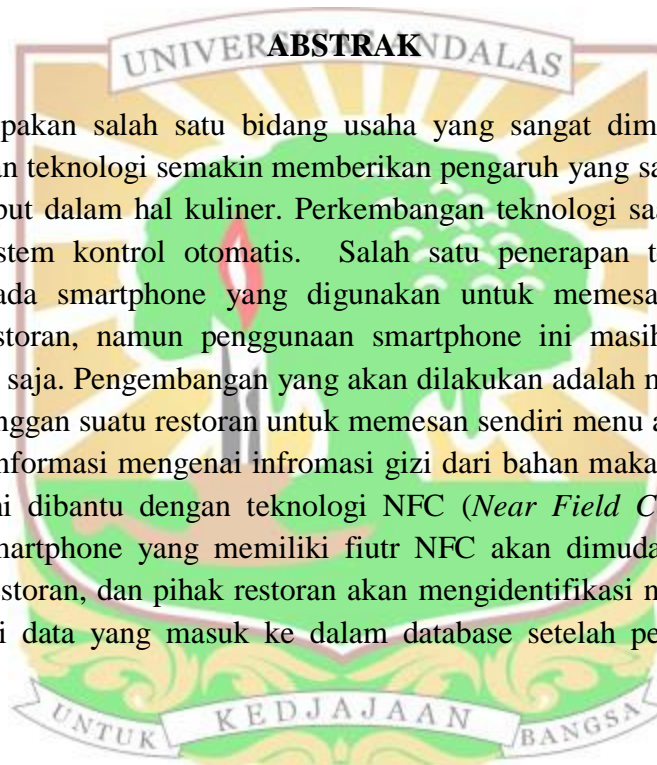 UNIVERSITAS ANDALAS
ABSTRAK
pakan salah satu bidang usaha yang sangat dim
an teknologi semakin memberikan pengaruh yang sa
put dalam hal kuliner. Perkembangan teknologi sa
stem kontrol otomatis. Salah satu penerapan t
ada smartphone yang digunakan untuk memesa
storan, namun penggunaan smartphone ini masih
saja. Pengembangan yang akan dilakukan adalah m
nggan suatu restoran untuk memesan sendiri menu a
nformasi mengenai infromasi gizi dari bahan maka
ni dibantu dengan teknologi NFC (Near Field C
martphone yang memiliki fiutr NFC akan dimuda
storan, dan pihak restoran akan mengidentifikasi m
i data yang masuk ke dalam database setelah pe
UNTUK KEDJAJAAN BANGSA